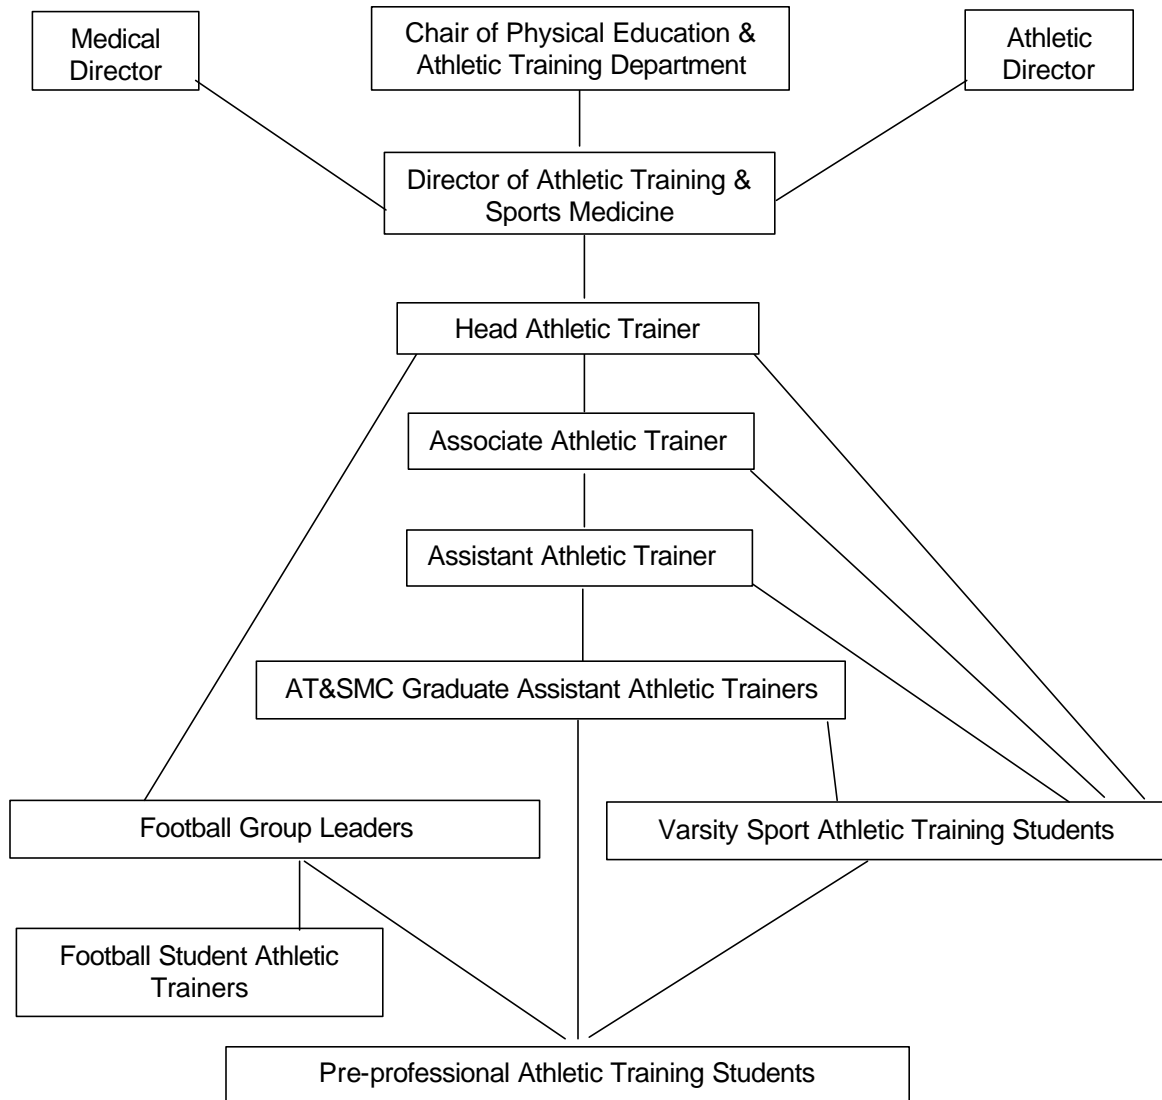 Medical
Director
Chair of Physical Education &
Athletic Training Department
Athletic
Director
Director of Athletic Training &
Sports Medicine
Head Athletic Trainer
Associate Athletic Trainer
Assistant Athletic Trainer
AT&SMC Graduate Assistant Athletic Trainers
Football Group Leaders
Varsity Sport Athletic Training Students
Football Student Athletic
Trainers
Pre-professional Athletic Training Students